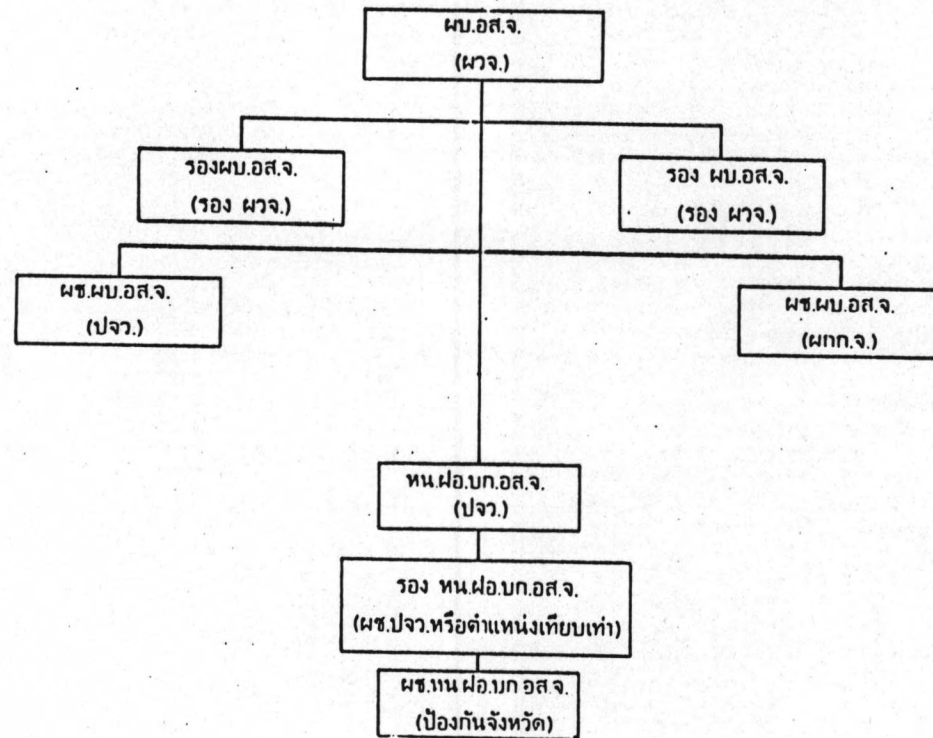 ผบ.อส.จ.
(ผวจ.)
รองผบ.อส.จ.
(รอง ผวจ.)
รอง ผบ.อส.จ.
(รอง ผวจ.)
ผช.ผบ.อส.จ.
(ปจว.)
ผช.ผบ.อส.จ.
(ผกก.จ.)
หน.ฝอ.บก.อส.จ.
(ปจว.)
รอง หน.ฝอ.บก.อส.จ.
(ผช.ปจว.หรือตำแหน่งเทียบเท่า)
ผช.หน ฝอ.บก อส.จ.
(ป้องกันจังหวัด)